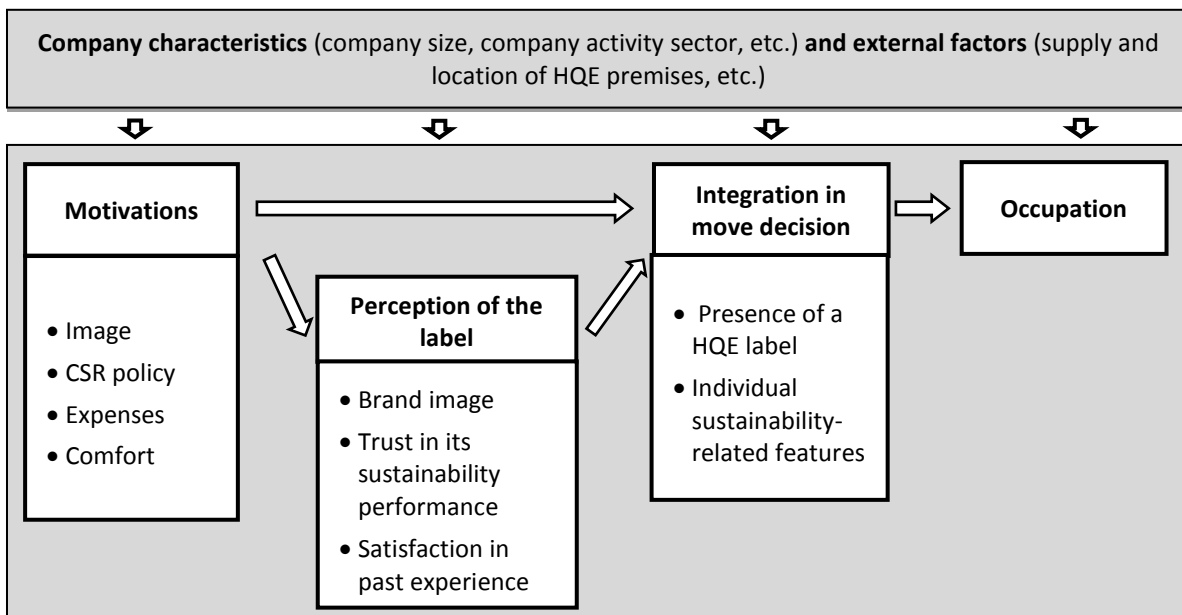 Company characteristics (company size, company activity sector, etc.) and external factors (supply and
location of HQE premises, etc.)
Motivations
• Image
• CSR policy
• Expenses
• Comfort
Perception of the
label
• Brand image
• Trust in its
sustainability
performance
• Satisfaction in
past experience
Integration in
move decision
• Presence of a
HQE label
• Individual
sustainability-
related features
Occupation